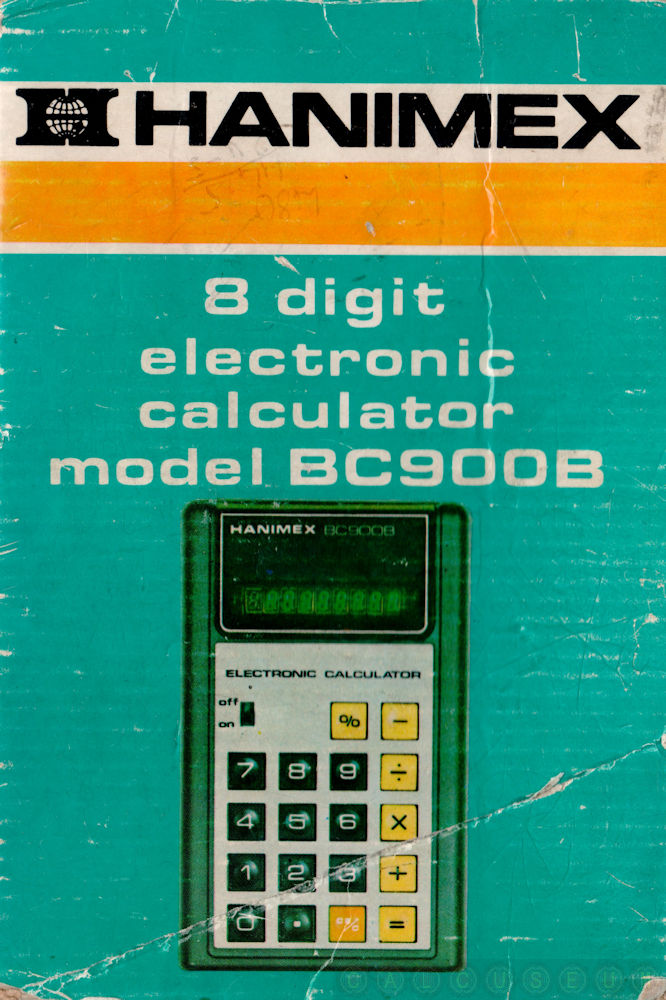 HANIMEX
8 digit
electronic
calculator
model BC900B
HANIMEX BC900B
ELECTRONIC CALCULATOR
off
on
% −
7 8 9 ÷
4 5 6 ×
1 2 3 +
0 . =
CALCUSEUM